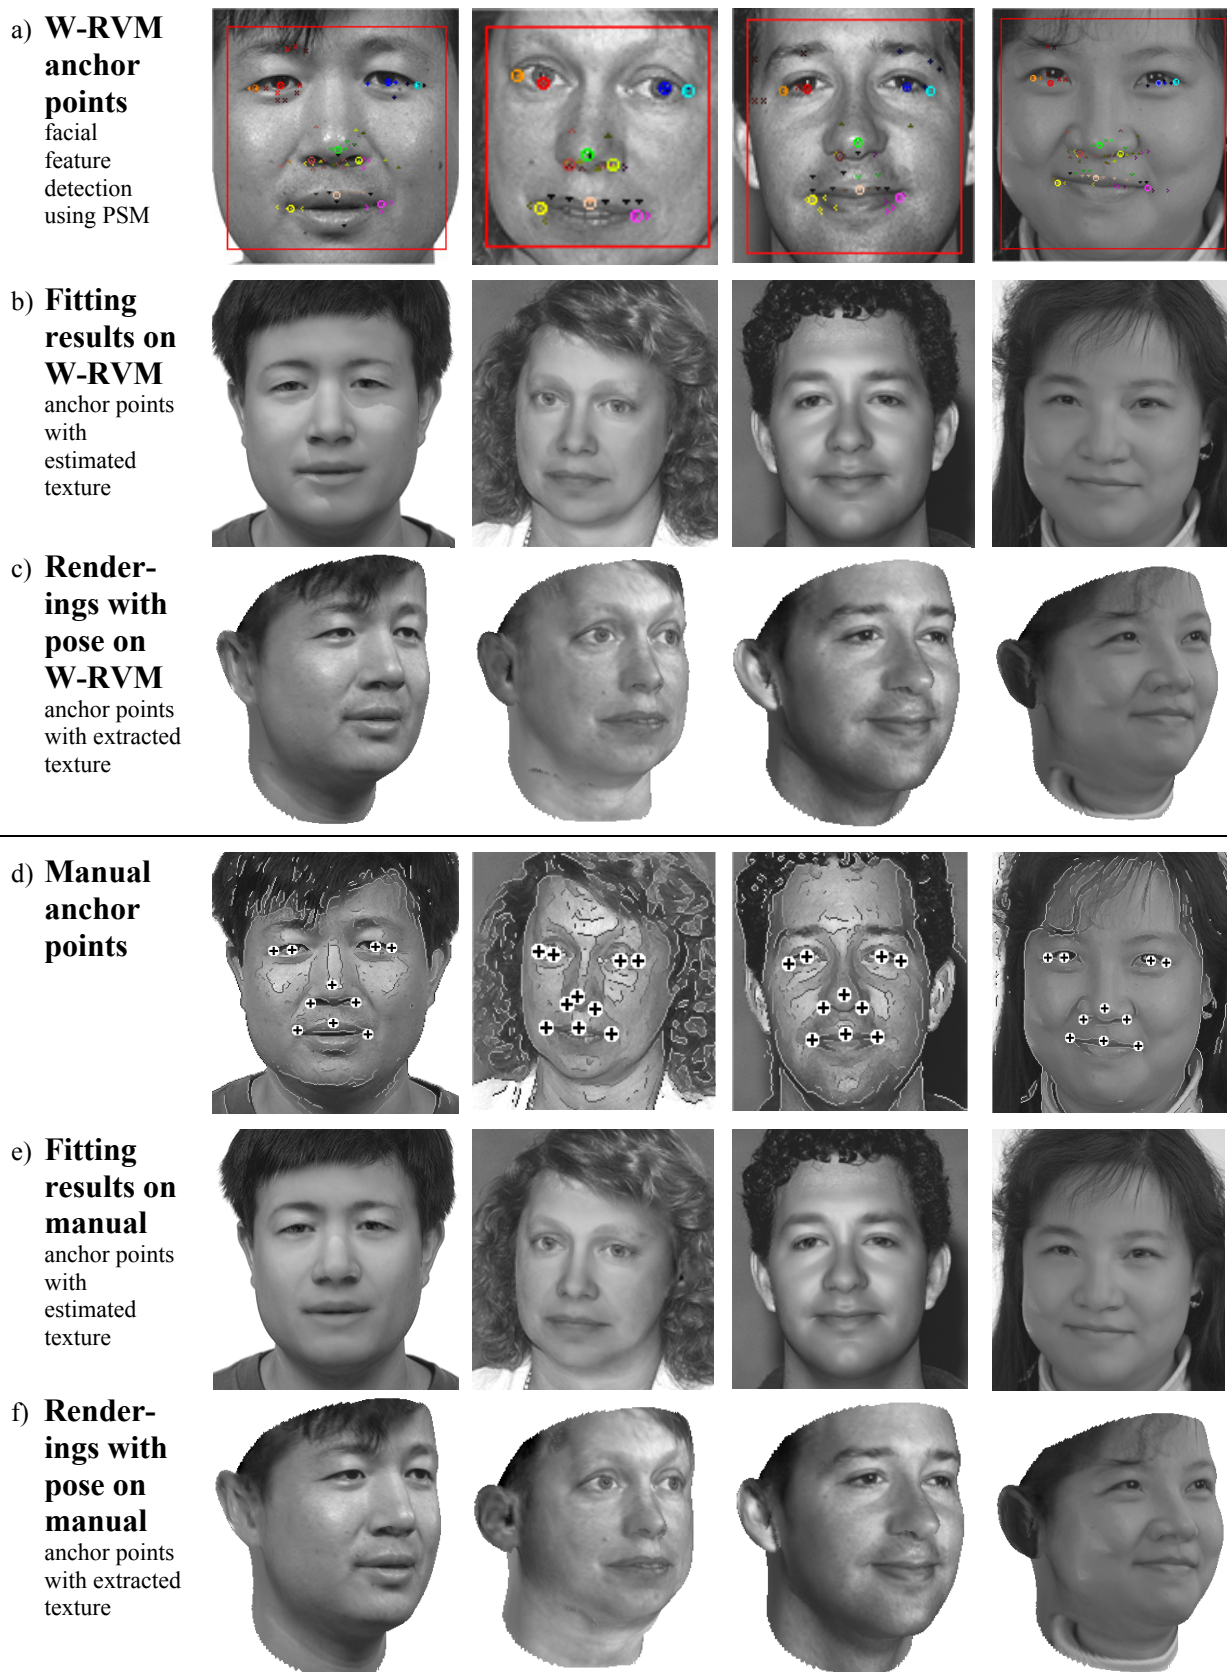 a) W-RVM
anchor
points
facial
feature
detection
using PSM
b) Fitting
results on
W-RVM
anchor points
with
estimated
texture
c) Render-
ings with
pose on
W-RVM
anchor points
with extracted
texture
d) Manual
anchor
points
e) Fitting
results on
manual
anchor points
with
estimated
texture
f) Render-
ings with
pose on
manual
anchor points
with extracted
texture